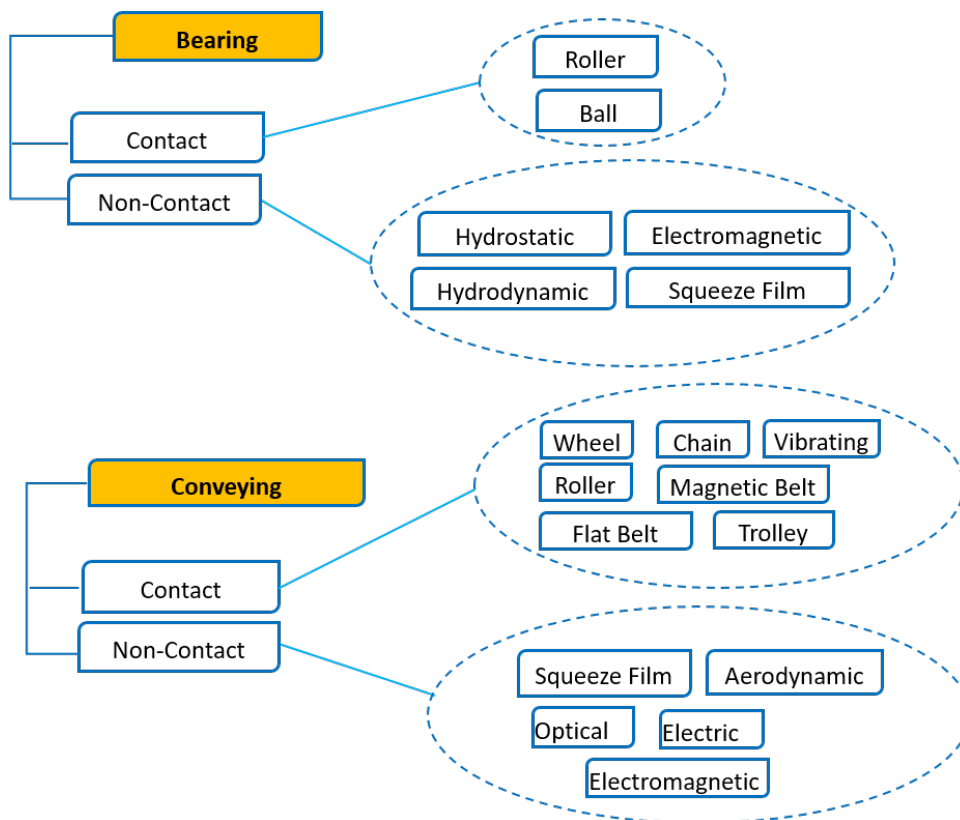 Bearing
Contact
Non-Contact
Roller
Ball
Hydrostatic
Electromagnetic
Hydrodynamic
Squeeze Film
Conveying
Contact
Non-Contact
Wheel
Chain
Vibrating
Roller
Magnetic Belt
Flat Belt
Trolley
Squeeze Film
Aerodynamic
Optical
Electric
Electromagnetic